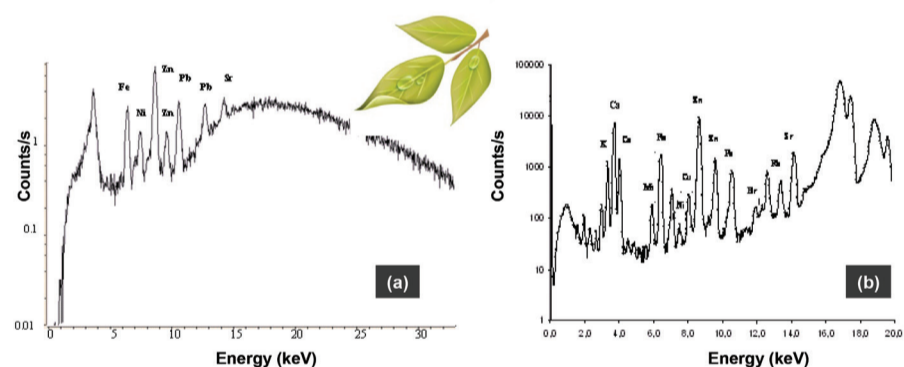 Counts/s
1
0.1
0.01
Fe
Ni
Zn
Zn
Pb
Pb
Sr
(a)
0 5 10 15 20 25 30
Energy (keV)
Counts/s
100000
10000
1000
100
10
1
K
Ca
Ca
Mn
Fe
Ni
Cu
Zn
Zn
Br
Sr
(b)
0,0 2,0 4,0 6,0 8,0 10,0 12,0 14,0 16,0 18,0 20,0
Energy (keV)